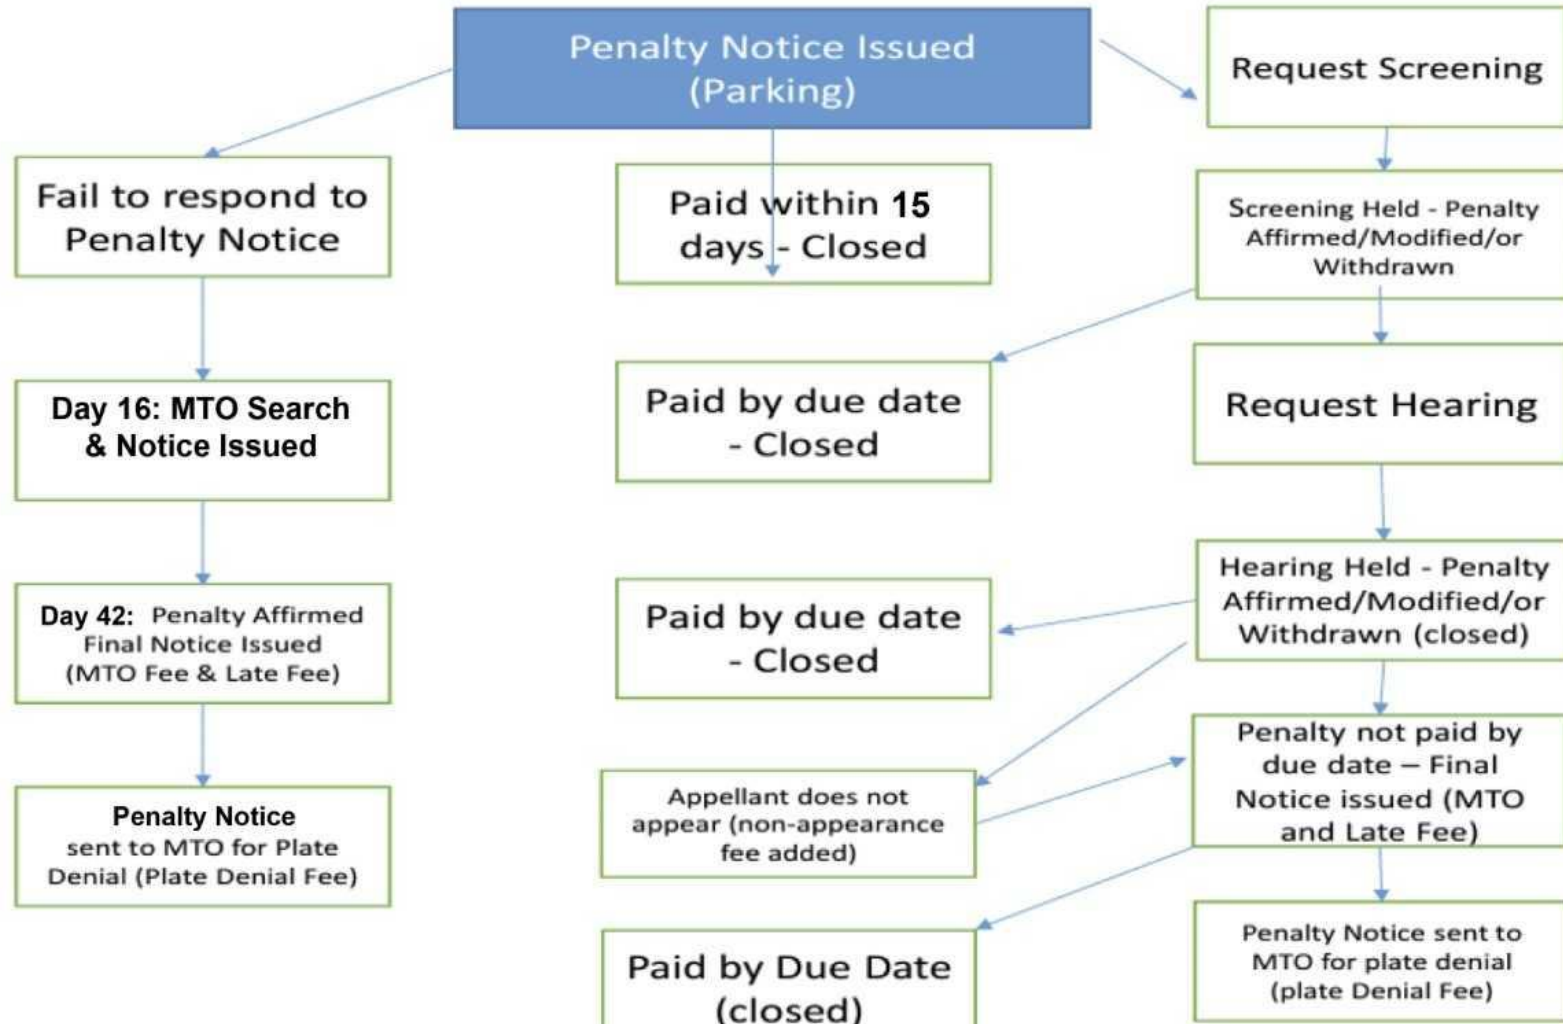 Penalty Notice Issued
(Parking)
Request Screening
Fail to respond to
Penalty Notice
Paid within 15
days - Closed
Screening Held - Penalty
Affirmed/Modified/or
Withdrawn
Day 16: MTO Search
& Notice Issued
Paid by due date
- Closed
Request Hearing
Day 42: Penalty Affirmed
Final Notice Issued
(MTO Fee & Late Fee)
Paid by due date
- Closed
Hearing Held - Penalty
Affirmed/Modified/or
Withdrawn (closed)
Penalty Notice
sent to MTO for Plate
Denial (Plate Denial Fee)
Appellant does not
appear (non-appearance
fee added)
Penalty not paid by
due date – Final
Notice issued (MTO
and Late Fee)
Paid by Due Date
(closed)
Penalty Notice sent to
MTO for plate denial
(plate Denial Fee)